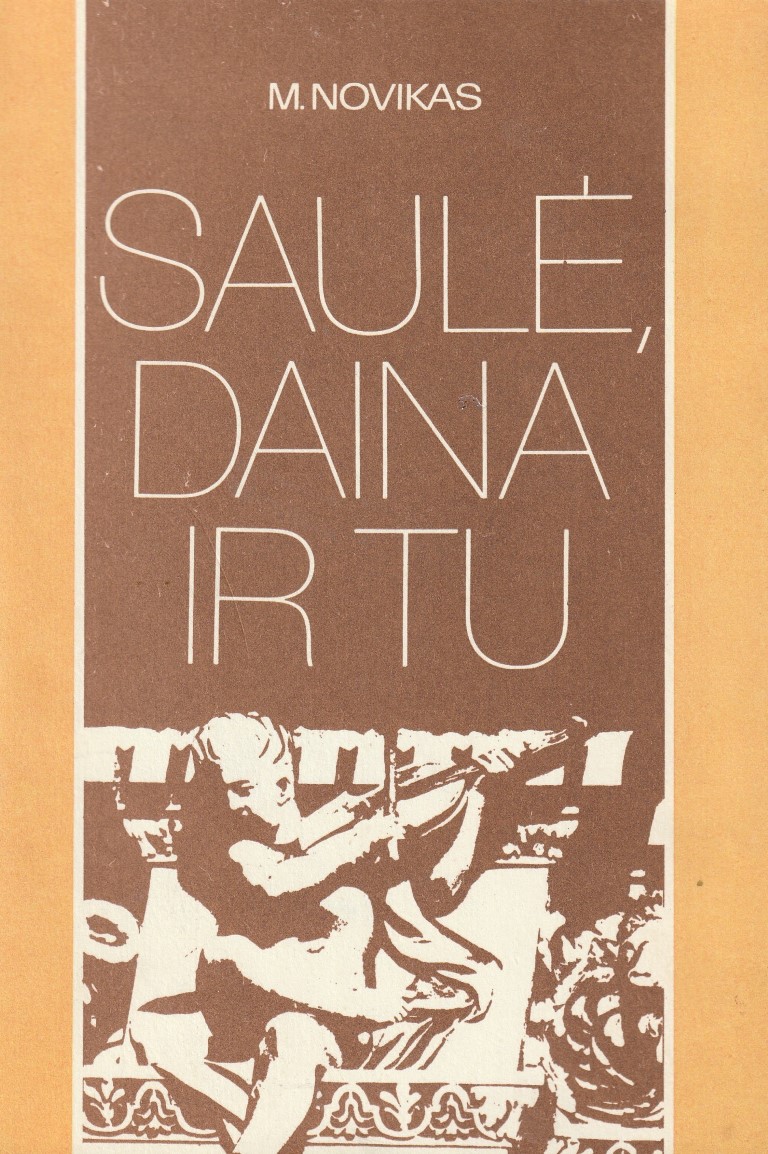 M. NOVIKAS
SAULĖ,
DAINA
IR TU